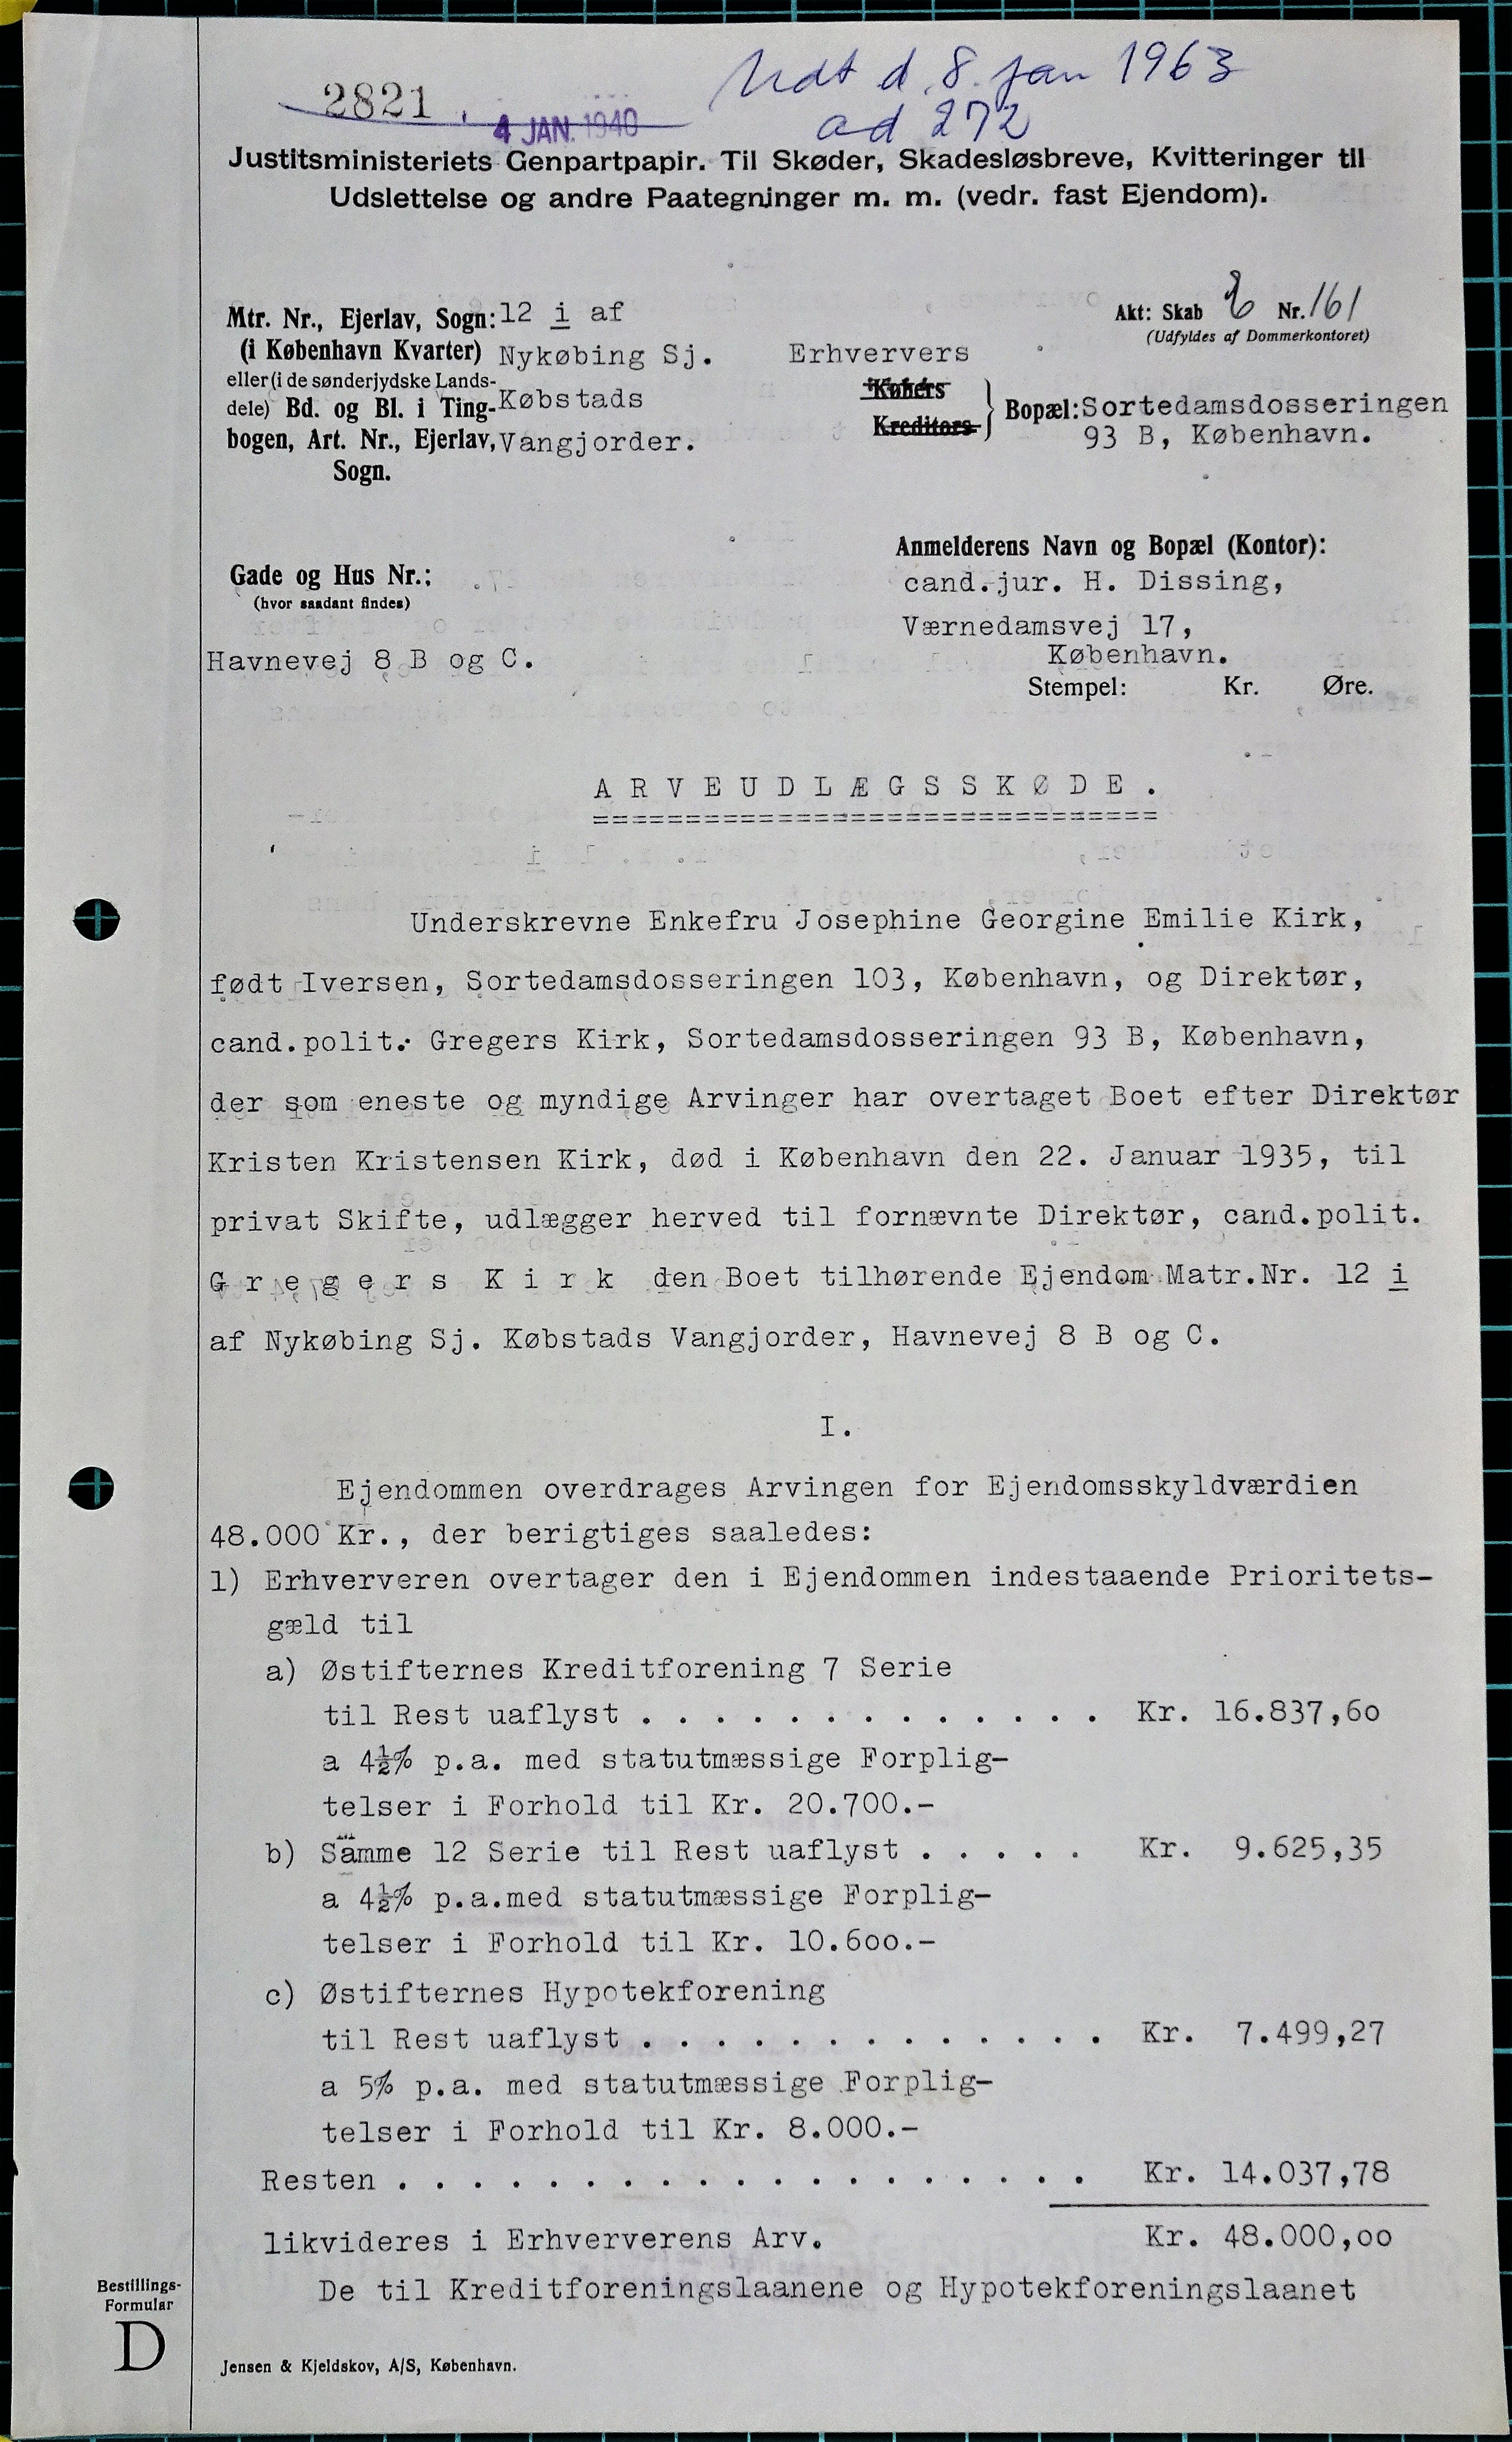 Udt d. 8. jan 1963
2821
4 JAN. 1940
ad 272
Justitsministeriets Genpartpapir. Til Skøder, Skadesløsbreve, Kvitteringer til
Udslettelse og andre Paategninger m. m. (vedr. fast Ejendom).
Mtr. Nr., Ejerlav, Sogn: 12 i af
(i København Kvarter) Nykøbing Sj.
eller (i de sønderjydske Lands-
dele) Bd. og Bl. i Ting- Købstads
bogen, Art. Nr., Ejerlav, Vangjorder.
Sogn.
Akt: Skab Nr. 161
(Udfyldes af Dommerkontoret)
Erhververs
Købers
Kreditors
Bopæl: Sortedamsdosseringen
93 B, København.
Gade og Hus Nr.:
(hvor saadant findes)
Havnevej 8 B og C.
Anmelderens Navn og Bopæl (Kontor):
cand.jur. H. Dissing,
Værnedamsvej 17,
København.
Stempel: Kr. Øre.
ARVEUDLÆGSSKØDE.
===============================
Underskrevne Enkefru Josephine Georgine Emilie Kirk,
født Iversen, Sortedamsdosseringen 103, København, og Direktør,
cand.polit. Gregers Kirk, Sortedamsdosseringen 93 B, København,
der som eneste og myndige Arvinger har overtaget Boet efter Direktør
Kristen Kristensen Kirk, død i København den 22. Januar 1935, til
privat Skifte, udlægger herved til fornævnte Direktør, cand.polit.
G r e g e r s K i r k den Boet tilhørende Ejendom Matr.Nr. 12 i
af Nykøbing Sj. Købstads Vangjorder, Havnevej 8 B og C.
I.
Ejendommen overdrages Arvingen for Ejendomsskyldværdien
48.000 Kr., der berigtiges saaledes:
1) Erhververen overtager den i Ejendommen indestaaende Prioritets-
gæld til
a) Østifternes Kreditforening 7 Serie
til Rest uaflyst . . . . . . . . . . . . . Kr. 16.837,6o
a 4½% p.a. med statutmæssige Forplig-
telser i Forhold til Kr. 20.700.-
b) Samme 12 Serie til Rest uaflyst . . . . . Kr. 9.625,35
a 4½% p.a.med statutmæssige Forplig-
telser i Forhold til Kr. 10.6oo.-
c) Østifternes Hypotekforening
til Rest uaflyst . . . . . . . . . . . . . Kr. 7.499,27
a 5% p.a. med statutmæssige Forplig-
telser i Forhold til Kr. 8.000.-
Resten . . . . . . . . . . . . . . . . . . . Kr. 14.037,78
likvideres i Erhververens Arv. Kr. 48.000,oo
De til Kreditforeningslaanene og Hypotekforeningslaanet
Bestillings-
Formular
D
Jensen & Kjeldskov, A/S, København.